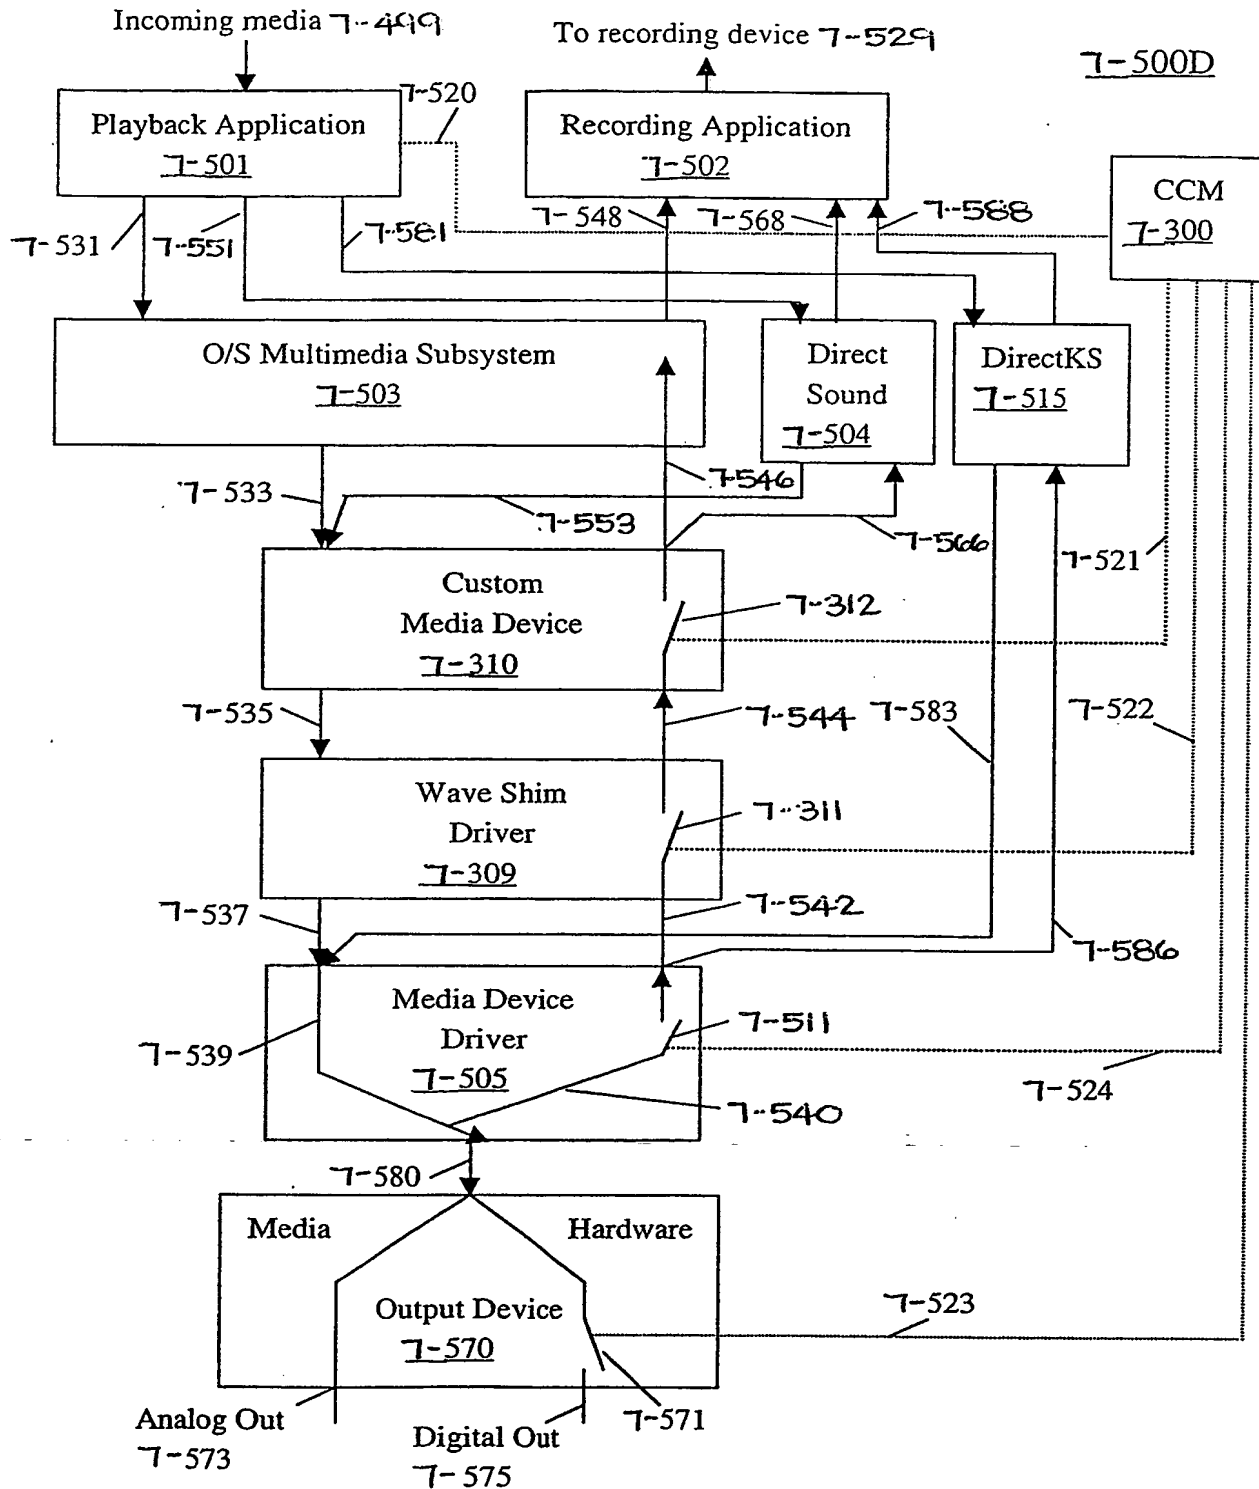 Incoming media 7-499
To recording device 7-529
7-500D
7-520
Playback Application
7-501
Recording Application
7-502
CCM
7-300
7-531
7-551
7-581
7-548
7-568
7-588
O/S Multimedia Subsystem
7-503
Direct
Sound
7-504
DirectKS
7-515
7-533
7-546
7-553
7-566
7-521
Custom
Media Device
7-310
7-312
7-535
7-544
7-583
7-522
Wave Shim
Driver
7-309
7-311
7-537
7-542
7-586
Media Device
Driver
7-505
7-511
7-539
7-540
7-524
7-580
Media
Hardware
Output Device
7-570
7-523
7-571
Analog Out
7-573
Digital Out
7-575